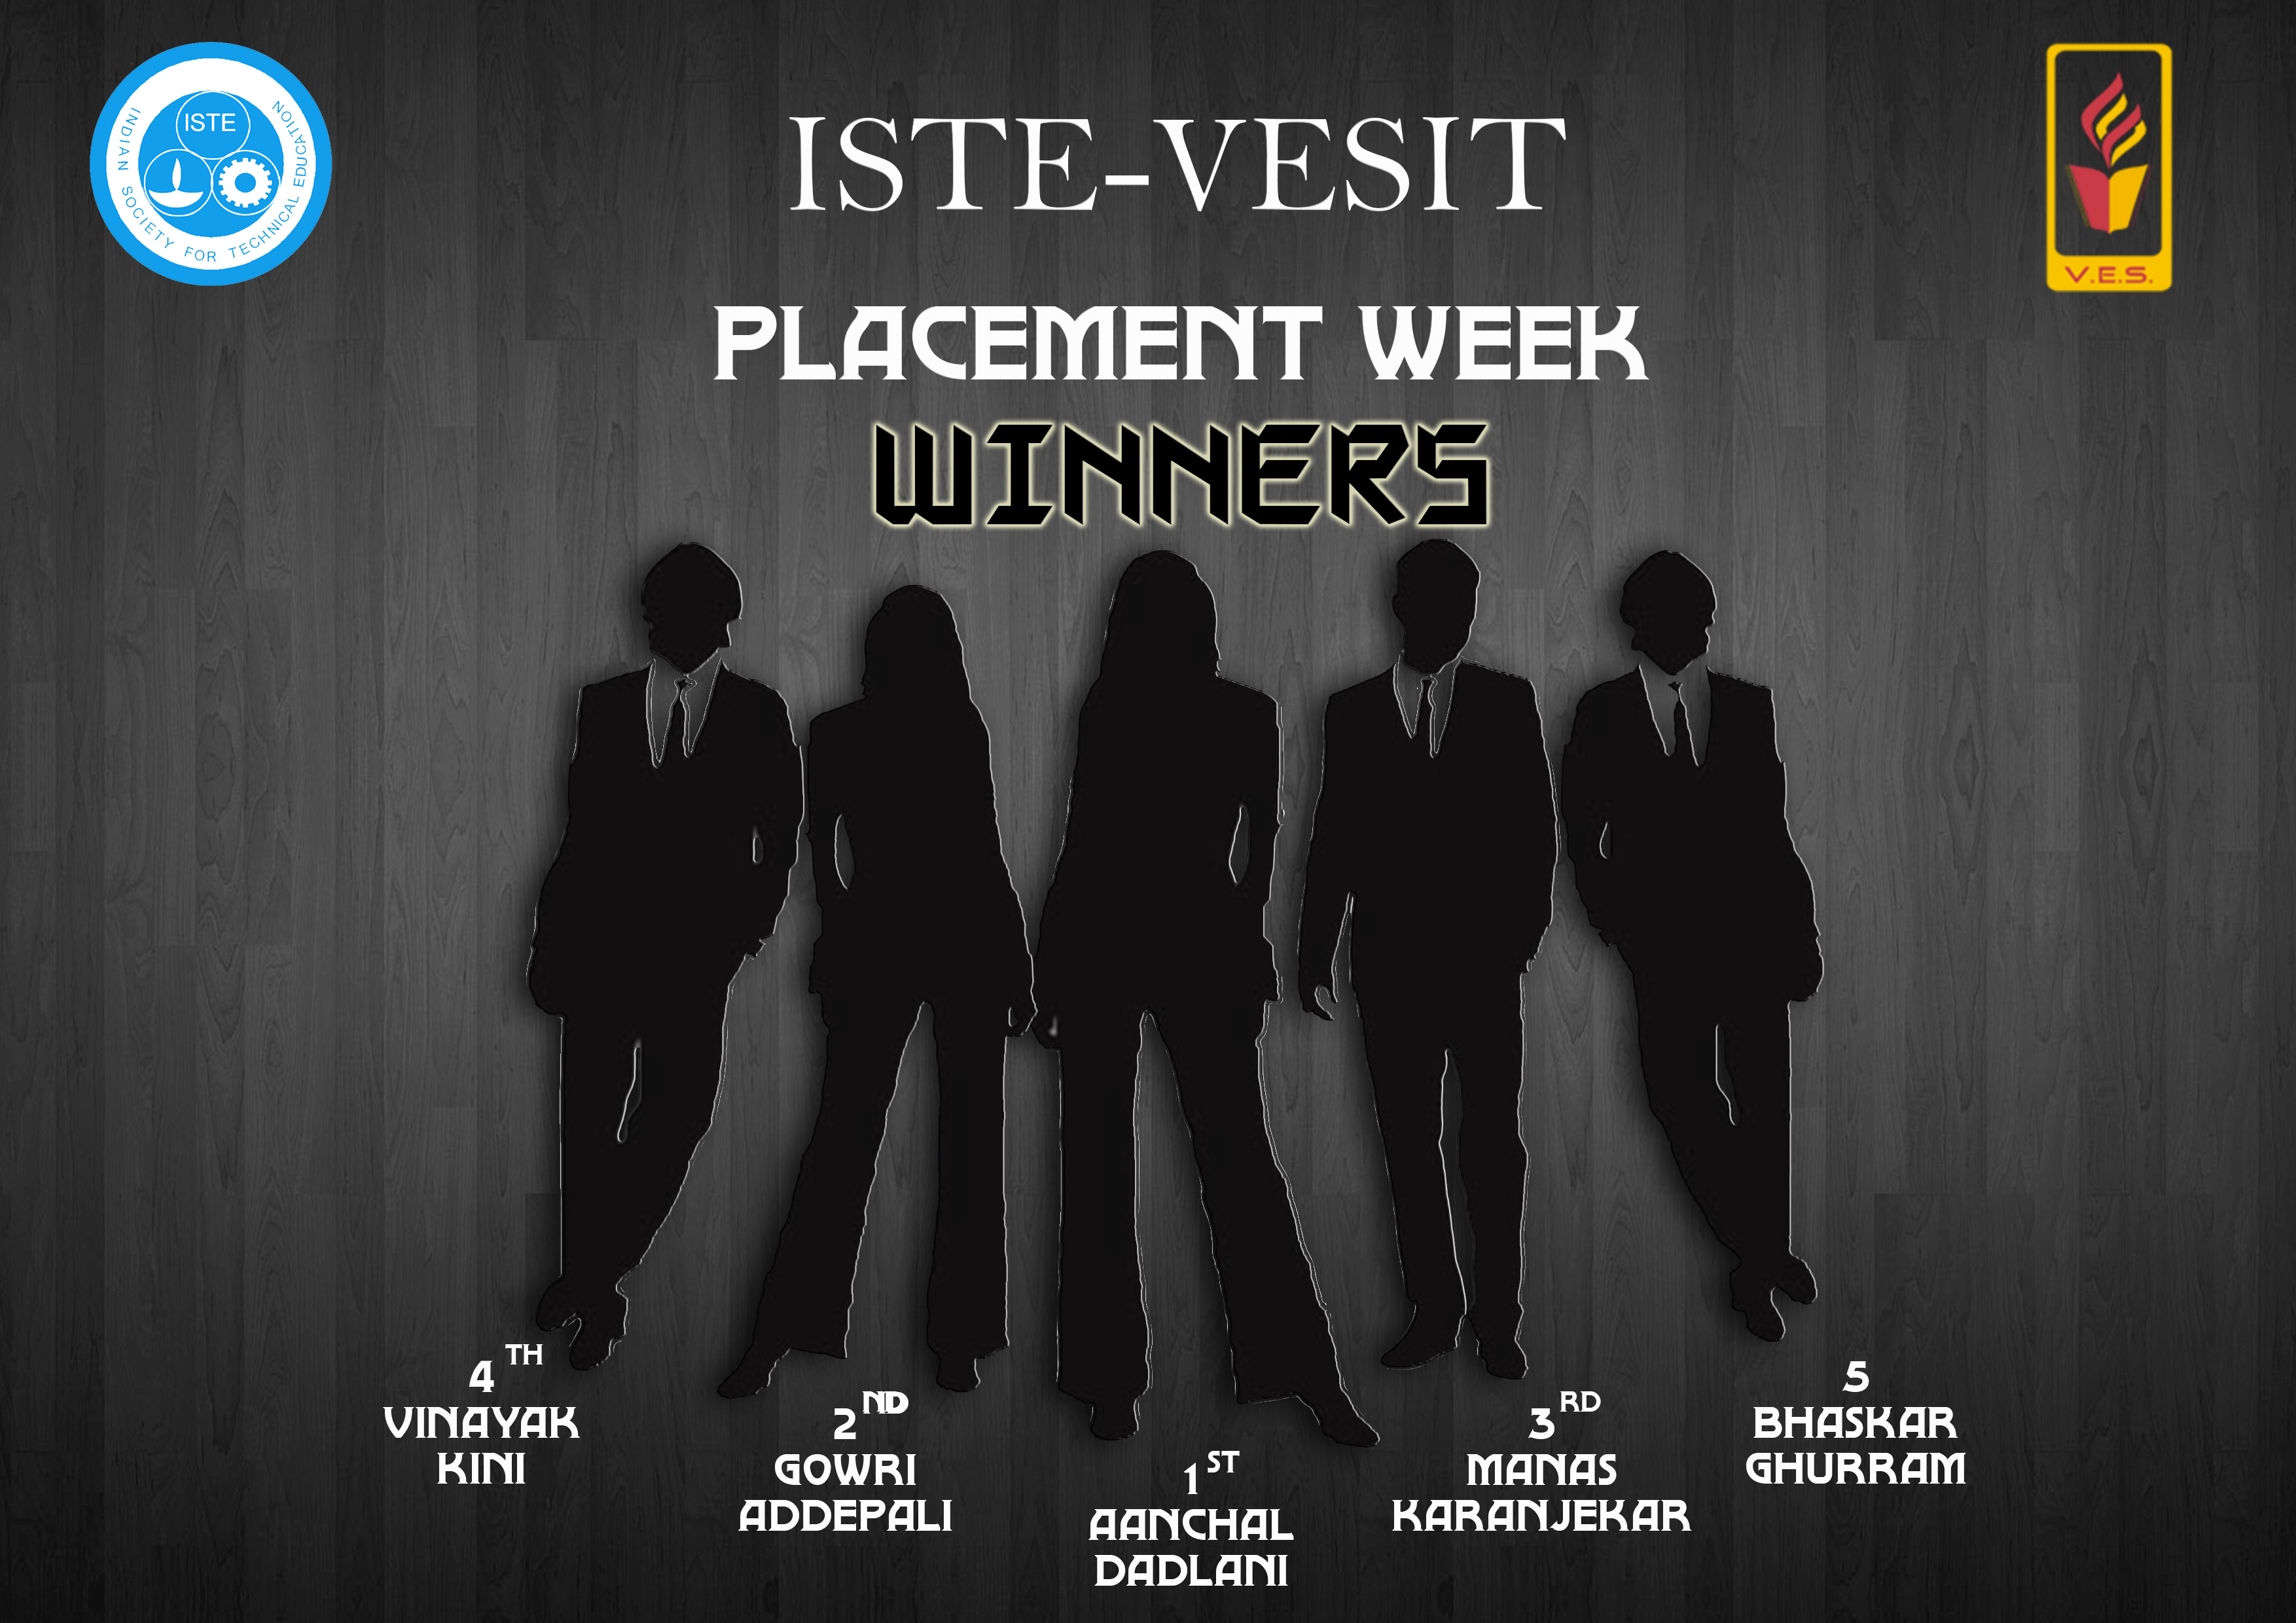 ISTE
INDIAN SOCIETY FOR TECHNICAL EDUCATION
V.E.S.
ISTE-VESIT
PLACEMENT WEEK
WINNERS
4 TH
VINAYAK
KINI
2 ND
GOWRI
ADDEPALI
1 ST
AANCHAL
DADLANI
3 RD
MANAS
KARANJEKAR
5
BHASKAR
GHURRAM